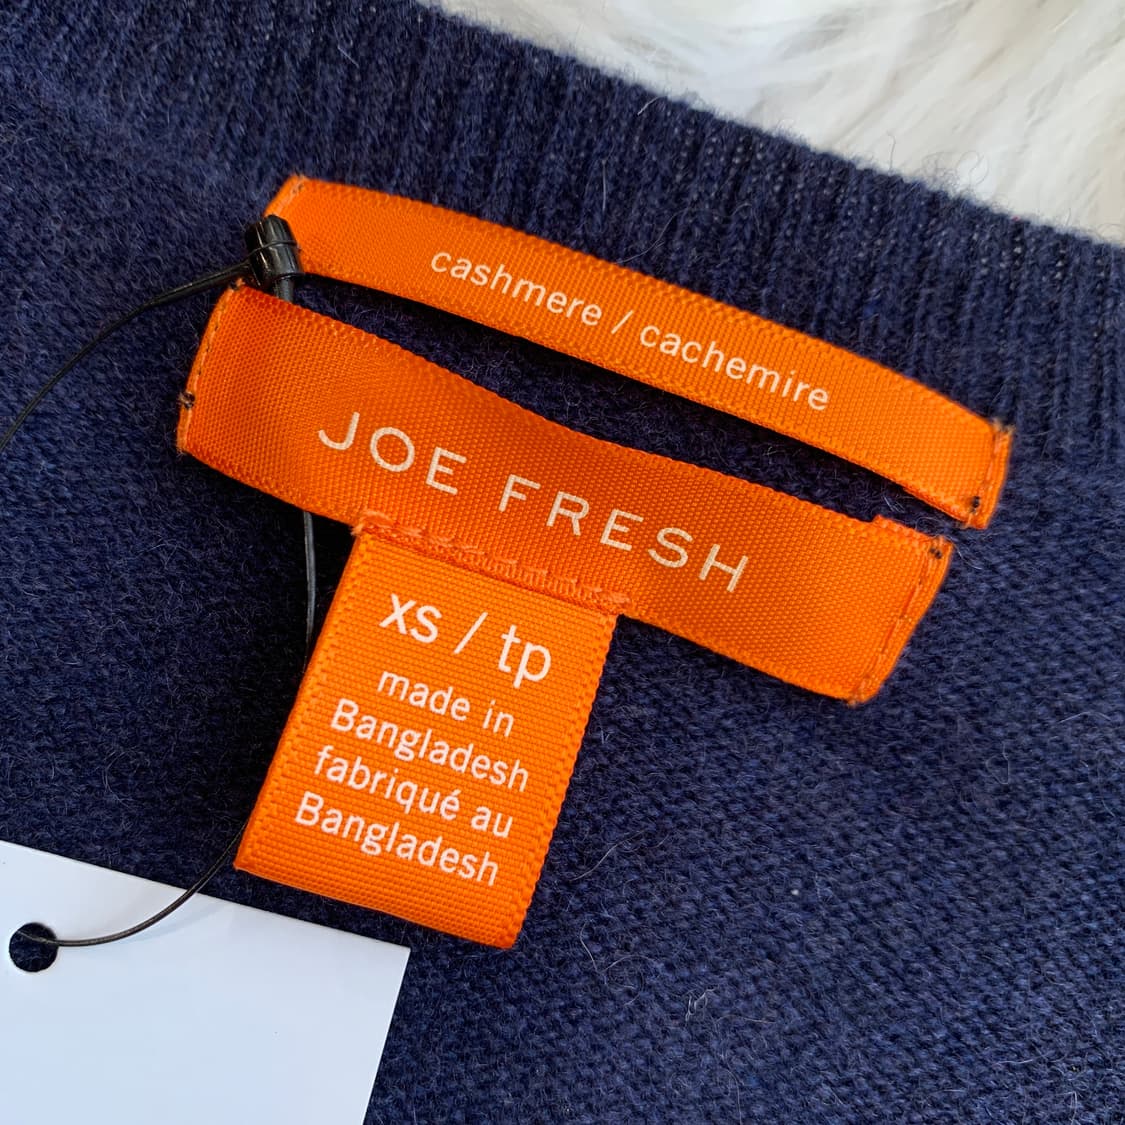 cashmere / cachemire
JOE FRESH
xs / tp
made in
Bangladesh
fabriqué au
Bangladesh